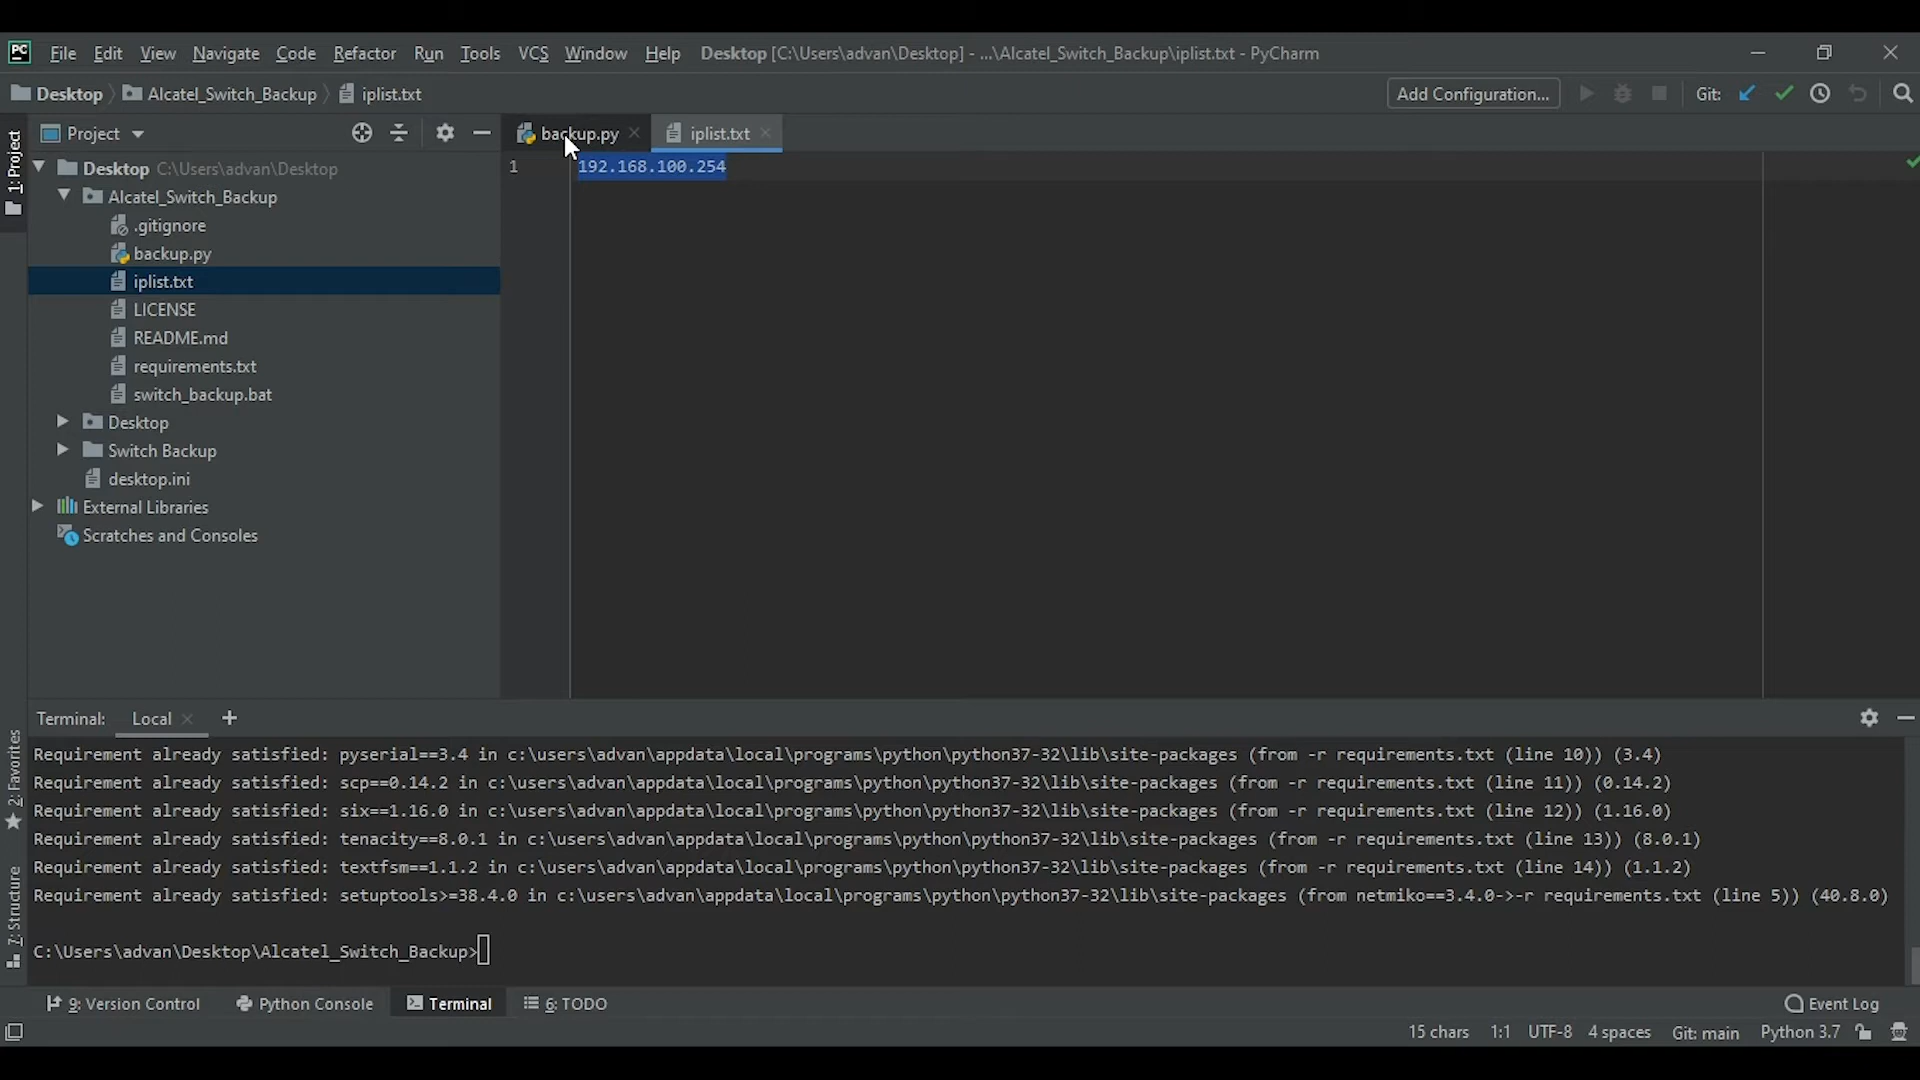 PC File Edit View Navigate Code Refactor Run Tools VCS Window Help Desktop [C:\Users\advan\Desktop] - ...\Alcatel_Switch_Backup\iplist.txt - PyCharm
Desktop Alcatel_Switch_Backup iplist.txt Add Configuration... Git:
Project backup.py iplist.txt
1: Project
Desktop C:\Users\advan\Desktop
1 192.168.100.254
Alcatel_Switch_Backup
.gitignore
backup.py
iplist.txt
LICENSE
README.md
requirements.txt
switch_backup.bat
Desktop
Switch Backup
desktop.ini
External Libraries
Scratches and Consoles
2: Favorites
7: Structure
Terminal: Local
Requirement already satisfied: pyserial==3.4 in c:\users\advan\appdata\local\programs\python\python37-32\lib\site-packages (from -r requirements.txt (line 10)) (3.4)
Requirement already satisfied: scp==0.14.2 in c:\users\advan\appdata\local\programs\python\python37-32\lib\site-packages (from -r requirements.txt (line 11)) (0.14.2)
Requirement already satisfied: six==1.16.0 in c:\users\advan\appdata\local\programs\python\python37-32\lib\site-packages (from -r requirements.txt (line 12)) (1.16.0)
Requirement already satisfied: tenacity==8.0.1 in c:\users\advan\appdata\local\programs\python\python37-32\lib\site-packages (from -r requirements.txt (line 13)) (8.0.1)
Requirement already satisfied: textfsm==1.1.2 in c:\users\advan\appdata\local\programs\python\python37-32\lib\site-packages (from -r requirements.txt (line 14)) (1.1.2)
Requirement already satisfied: setuptools>=38.4.0 in c:\users\advan\appdata\local\programs\python\python37-32\lib\site-packages (from netmiko==3.4.0->-r requirements.txt (line 5)) (40.8.0)
C:\Users\advan\Desktop\Alcatel_Switch_Backup>
9: Version Control Python Console Terminal 6: TODO Event Log
15 chars 1:1 UTF-8 4 spaces Git: main Python 3.7